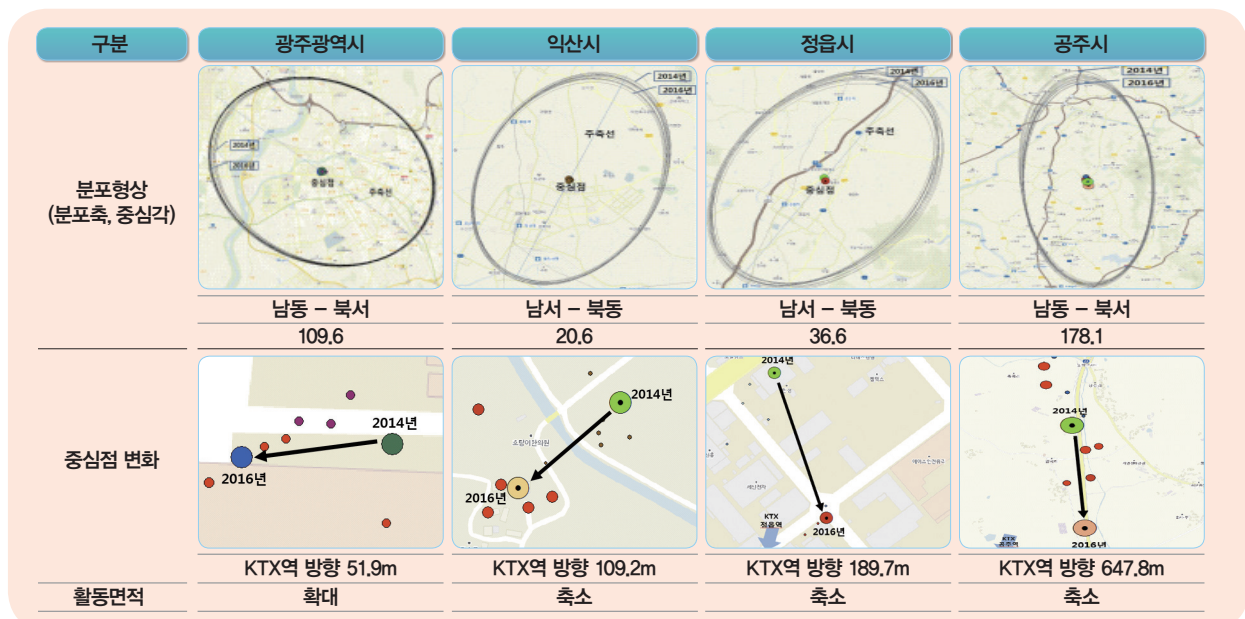 구분
광주광역시
익산시
정읍시
공주시
분포형상
(분포축, 중심각)
2014년
2016년
중심점
주축선
2014년
2016년
주축선
중심점
2014년
2016년
주축선
중심점
2014년
2016년
남동 - 북서
남서 - 북동
남서 - 북동
남동 - 북서
109.6
20.6
36.6
178.1
중심점 변화
2014년
2016년
2014년
2016년
2014년
KTX
정읍역
2016년
2014년
KTX
공주역
2016년
KTX역 방향 51.9m
KTX역 방향 109.2m
KTX역 방향 189.7m
KTX역 방향 647.8m
활동면적
확대
축소
축소
축소